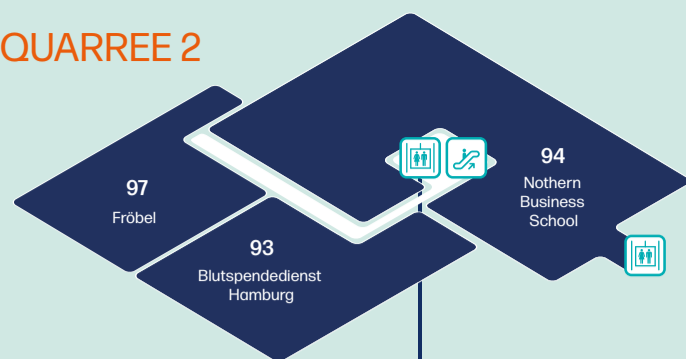 QUARREE 2
97
Fröbel
93
Blutspendedienst
Hamburg
94
Nothern
Business
School